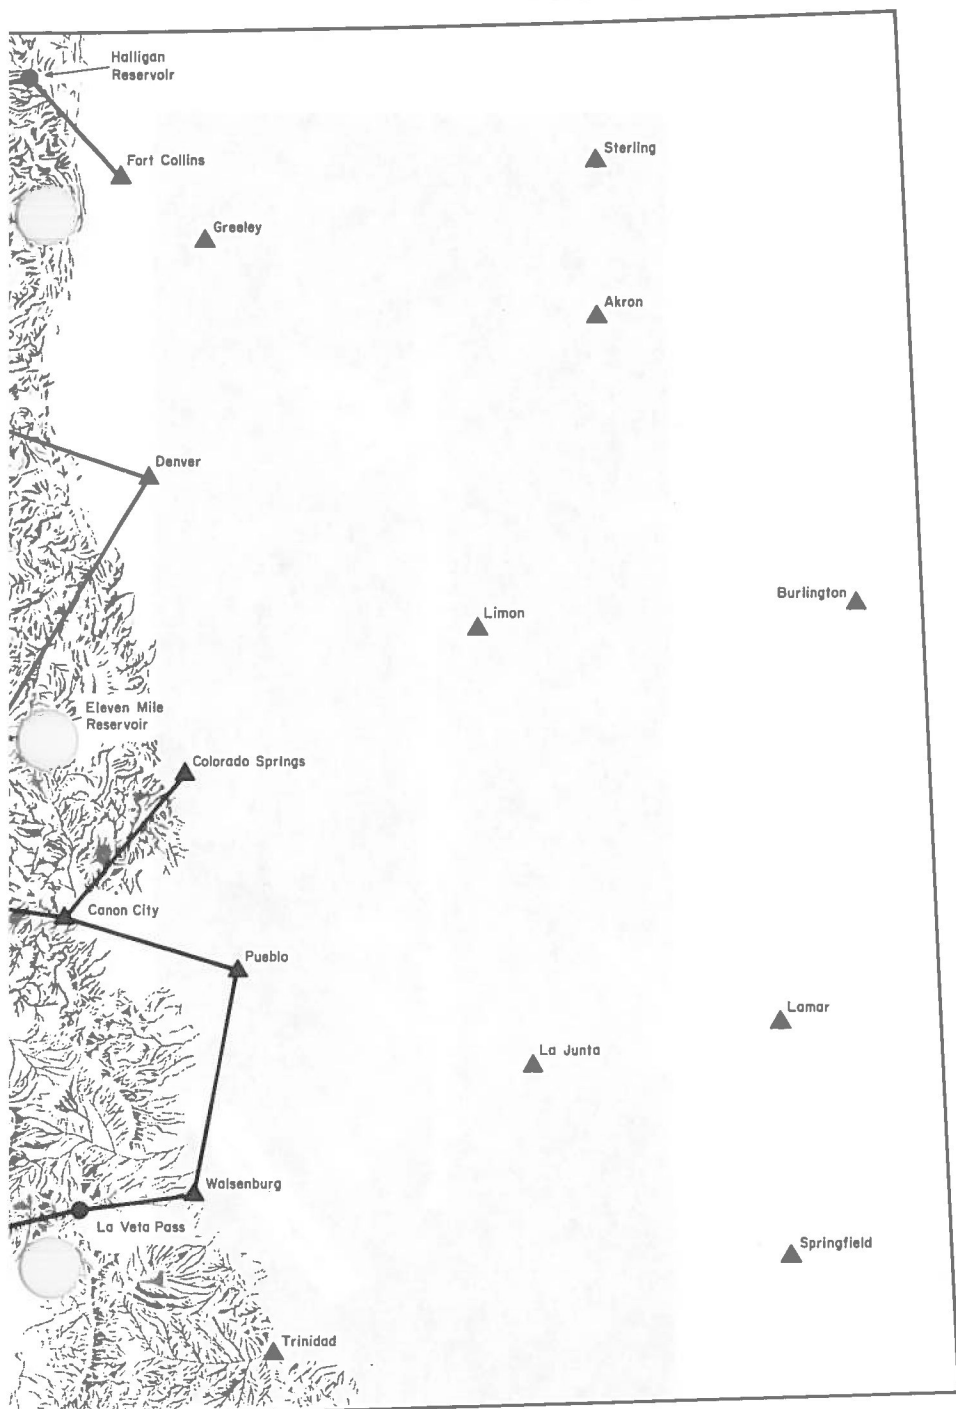 Halligan
Reservoir
Fort Collins
Sterling
Greeley
Akron
Denver
Burlington
Limon
Eleven Mile
Reservoir
Colorado Springs
Canon City
Pueblo
Lamar
La Junta
Walsenburg
La Veta Pass
Springfield
Trinidad